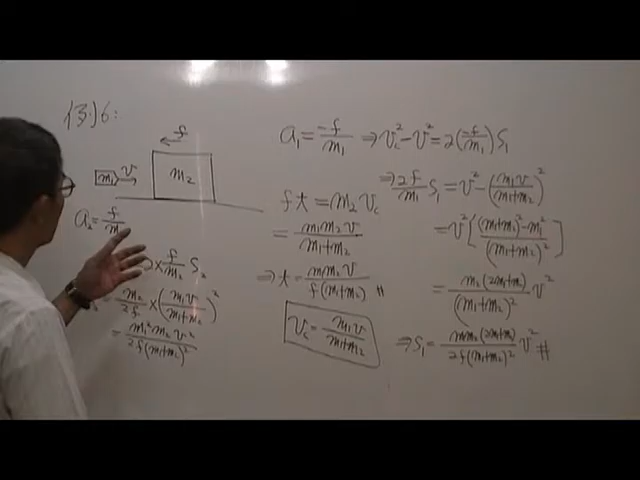 例6:
f
m₁ v
m₂
a₂ = f/m
×f/m₂ S₂
m₂/2f × (m₁v/(m₁+m₂))²
= m₁²m₂v²/2f(m₁+m₂)²
f t = m₂v_c
= m₁m₂v/(m₁+m₂)
⇒ t = m₁m₂v/f(m₁+m₂) #
v_c = m₁v/(m₁+m₂)
a₁ = -f/m₁ ⇒ v_c² - v² = 2(-f/m₁)S₁
⇒ 2f/m₁ S₁ = v² - (m₁v/(m₁+m₂))²
= v²[((m₁+m₂)² - m₁²)/(m₁+m₂)²]
= m₂(2m₁+m₂)/(m₁+m₂)² v²
⇒ S₁ = m₁m₂(2m₁+m₂)/2f(m₁+m₂)² v² #